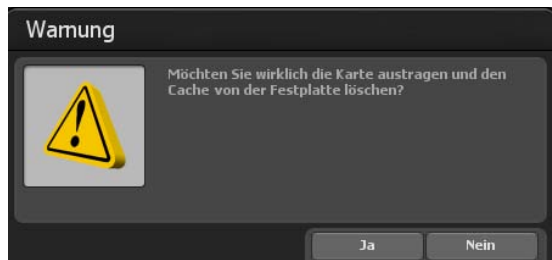 Warnung
Möchten Sie wirklich die Karte austragen und den
Cache von der Festplatte löschen?
Ja
Nein